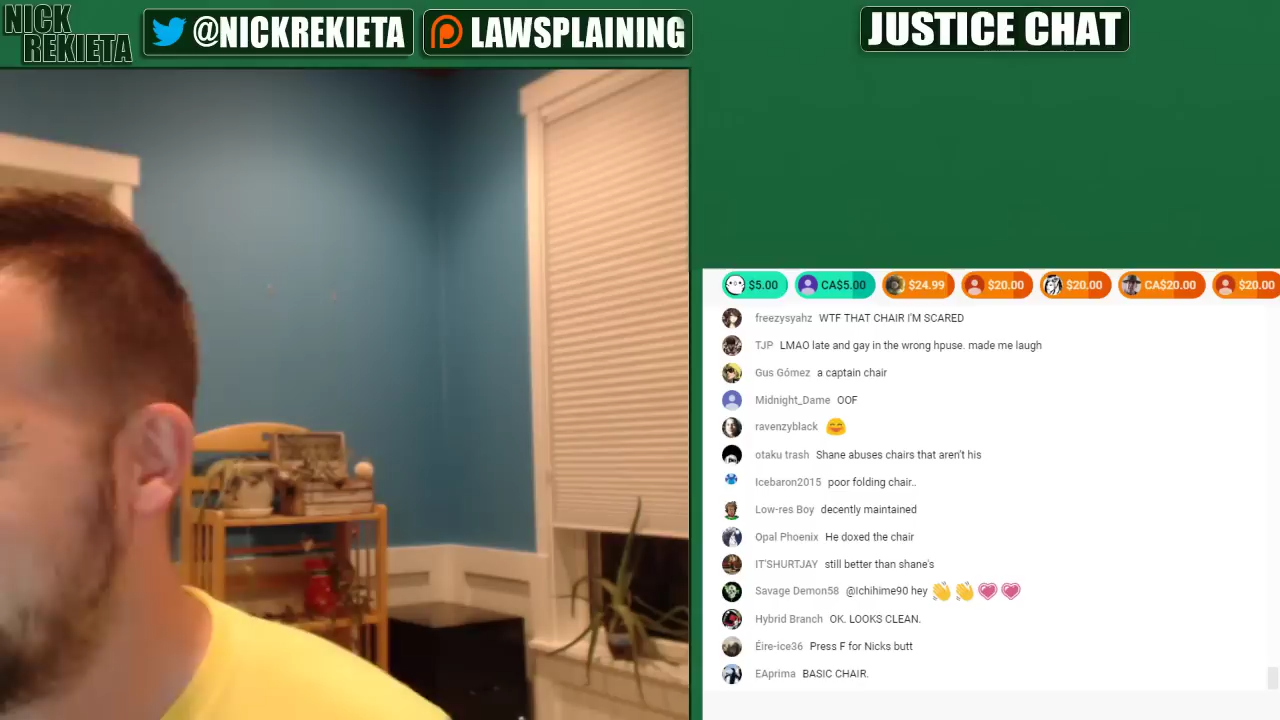 NICK
REKIETA
@NICKREKIETA
LAWSPLAINING
JUSTICE CHAT
$5.00
CA$5.00
$24.99
$20.00
$20.00
CA$20.00
$20.00
freezysyahz WTF THAT CHAIR I'M SCARED
TJP LMAO late and gay in the wrong hpuse. made me laugh
Gus Gómez a captain chair
Midnight_Dame OOF
ravenzyblack 😊
otaku trash Shane abuses chairs that aren't his
Icebaron2015 poor folding chair..
Low-res Boy decently maintained
Opal Phoenix He doxed the chair
IT'SHURTJAY still better than shane's
Savage Demon58 @Ichihime90 hey 👋 👋 💗 💗
Hybrid Branch OK. LOOKS CLEAN.
Éire-ice36 Press F for Nicks butt
EAprima BASIC CHAIR.